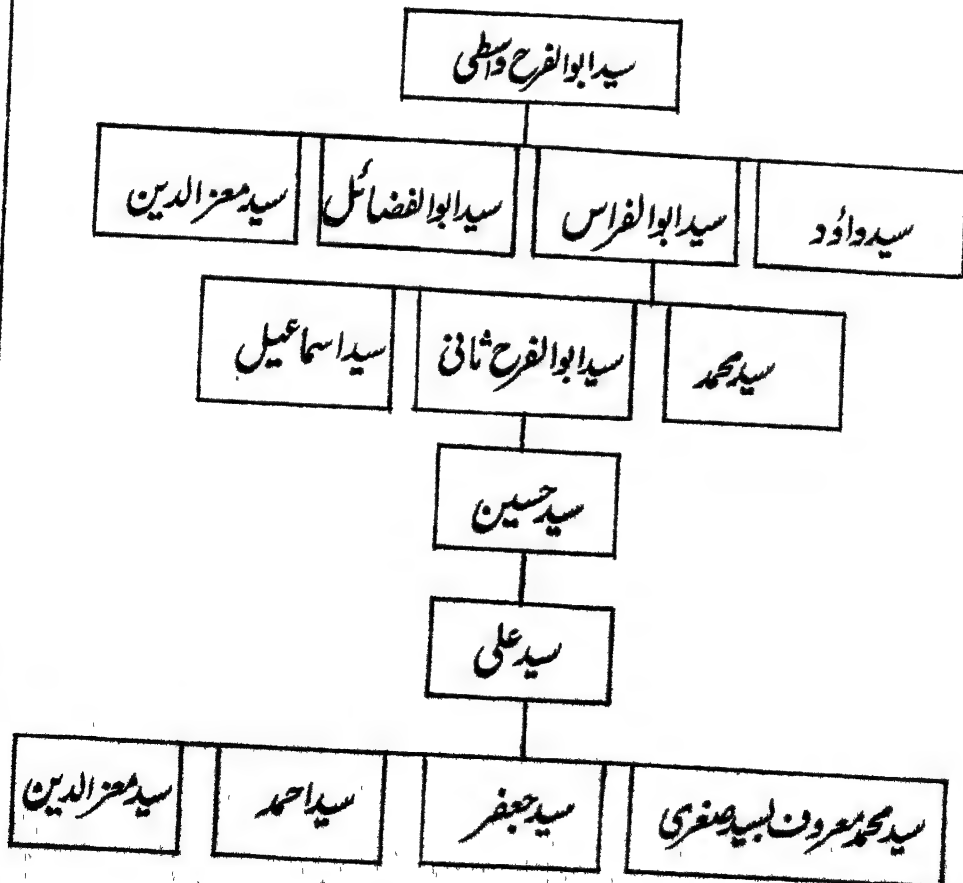 سید ابوالفرح واسطی
سید داؤد
سید ابوالفراس
سید ابوالفضائل
سید معزالدین
سید محمد
سید ابوالفرح ثانی
سید اسماعیل
سید حسین
سید علی
سید محمد معروف بسید صغری
سید جعفر
سید احمد
سید معزالدین